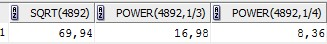 SQRT(4892) POWER(4892,1/3) POWER(4892,1/4)
1 69,94 16,98 8,36